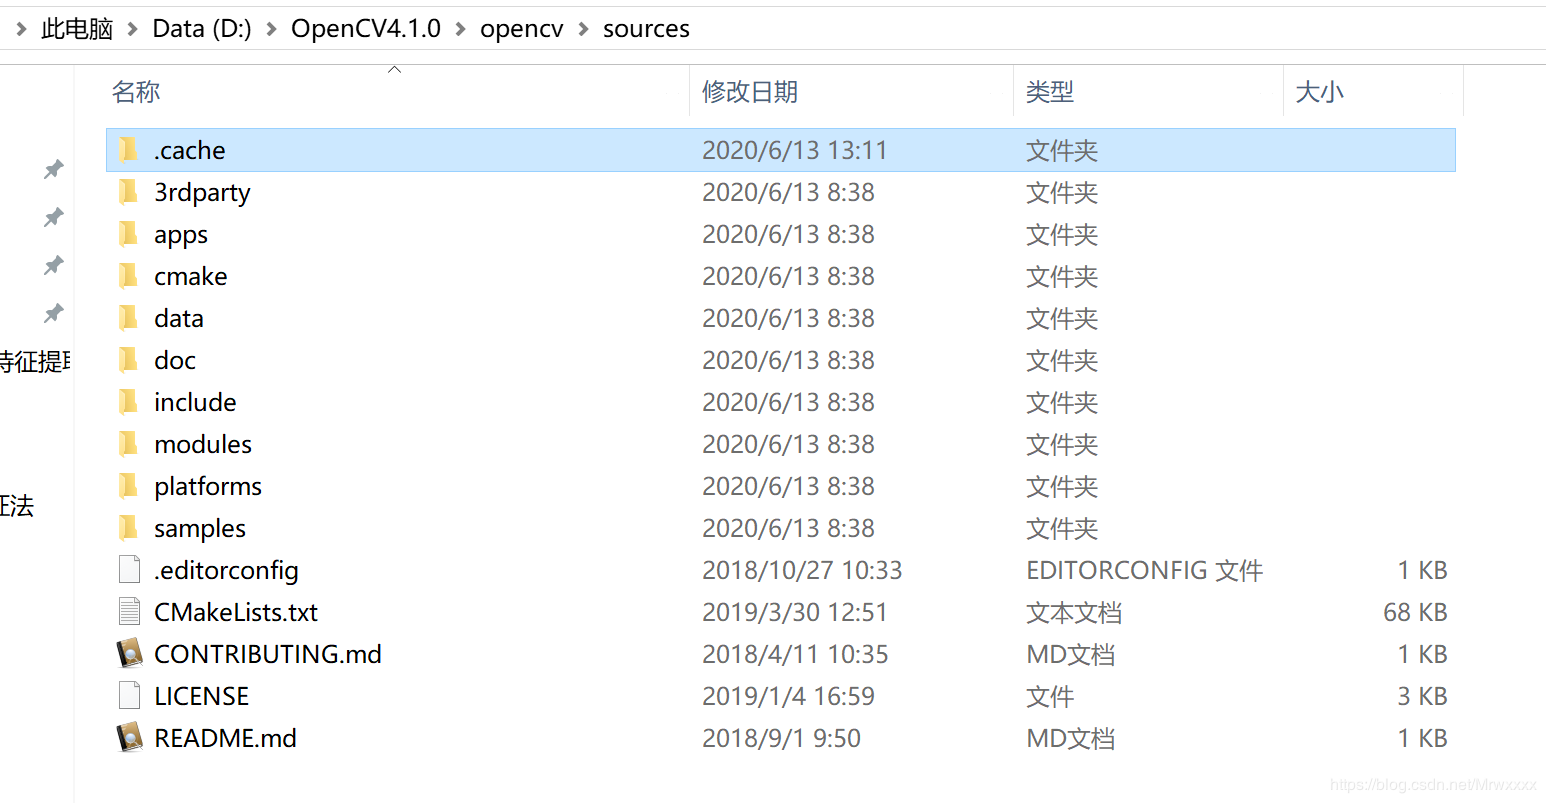 此电脑 Data (D:) OpenCV4.1.0 opencv sources
名称 修改日期 类型 大小
.cache 2020/6/13 13:11 文件夹
3rdparty 2020/6/13 8:38 文件夹
apps 2020/6/13 8:38 文件夹
cmake 2020/6/13 8:38 文件夹
data 2020/6/13 8:38 文件夹
特征提取 doc 2020/6/13 8:38 文件夹
include 2020/6/13 8:38 文件夹
modules 2020/6/13 8:38 文件夹
platforms 2020/6/13 8:38 文件夹
证法 samples 2020/6/13 8:38 文件夹
.editorconfig 2018/10/27 10:33 EDITORCONFIG 文件 1 KB
CMakeLists.txt 2019/3/30 12:51 文本文档 68 KB
CONTRIBUTING.md 2018/4/11 10:35 MD文档 1 KB
LICENSE 2019/1/4 16:59 文件 3 KB
README.md 2018/9/1 9:50 MD文档 1 KB
https://blog.csdn.net/Mrwxxxx